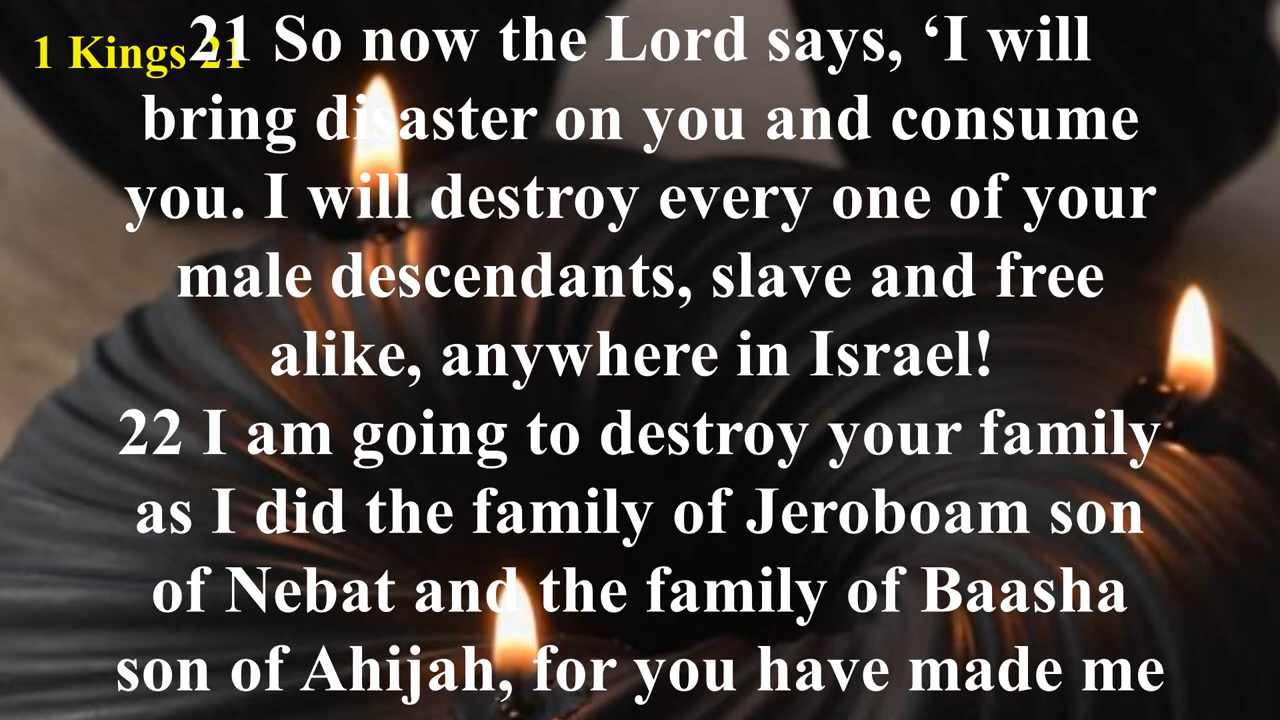 1 Kings 21
21 So now the Lord says, ‘I will
bring disaster on you and consume
you. I will destroy every one of your
male descendants, slave and free
alike, anywhere in Israel!
22 I am going to destroy your family
as I did the family of Jeroboam son
of Nebat and the family of Baasha
son of Ahijah, for you have made me